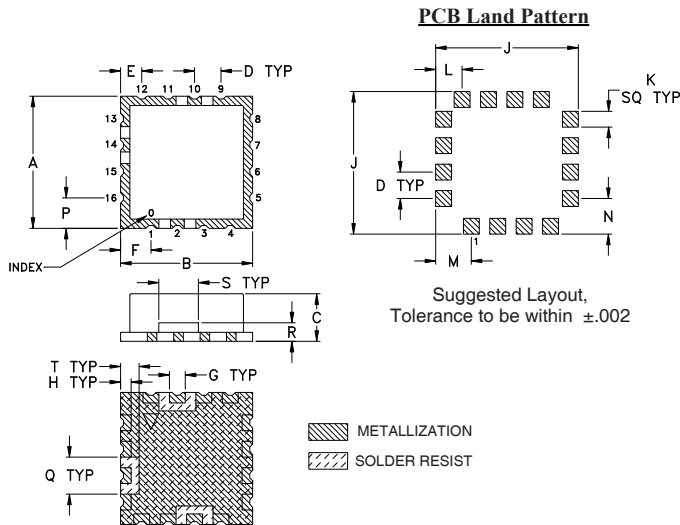 PCB Land Pattern
E
D TYP
12 11 10 9
13
14
15
16
8
7
6
5
A
P
0
1 2 3 4
F
B
INDEX
J
L
K
SQ TYP
J
D TYP
N
1
M
S TYP
C
R
Suggested Layout,
Tolerance to be within ±.002
T TYP
H TYP
G TYP
Q TYP
METALLIZATION
SOLDER RESIST